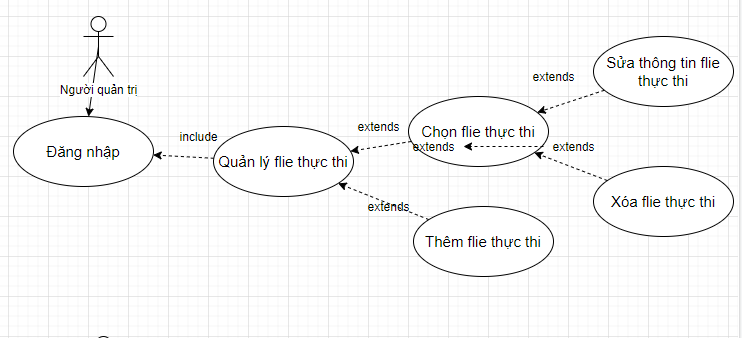 Người quản trị
Đăng nhập
include
Quản lý flie thực thi
extends
Chọn flie thực thi
extends
extends
Sửa thông tin flie
thực thi
extends
Xóa flie thực thi
extends
Thêm flie thực thi